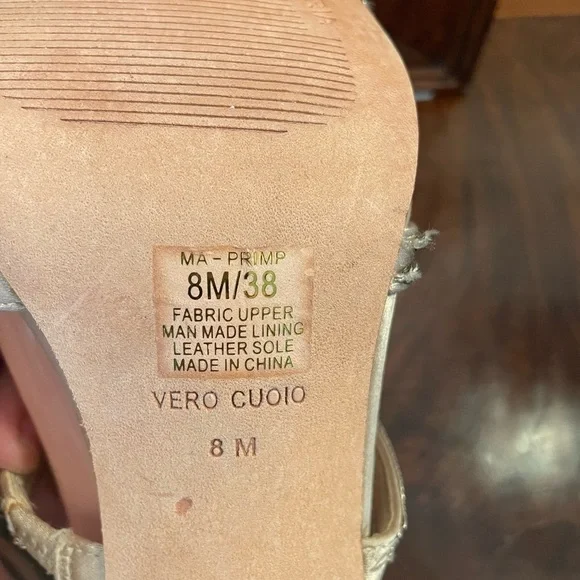 MA - PRIMP
8M/38
FABRIC UPPER
MAN MADE LINING
LEATHER SOLE
MADE IN CHINA
VERO CUOIO
8 M